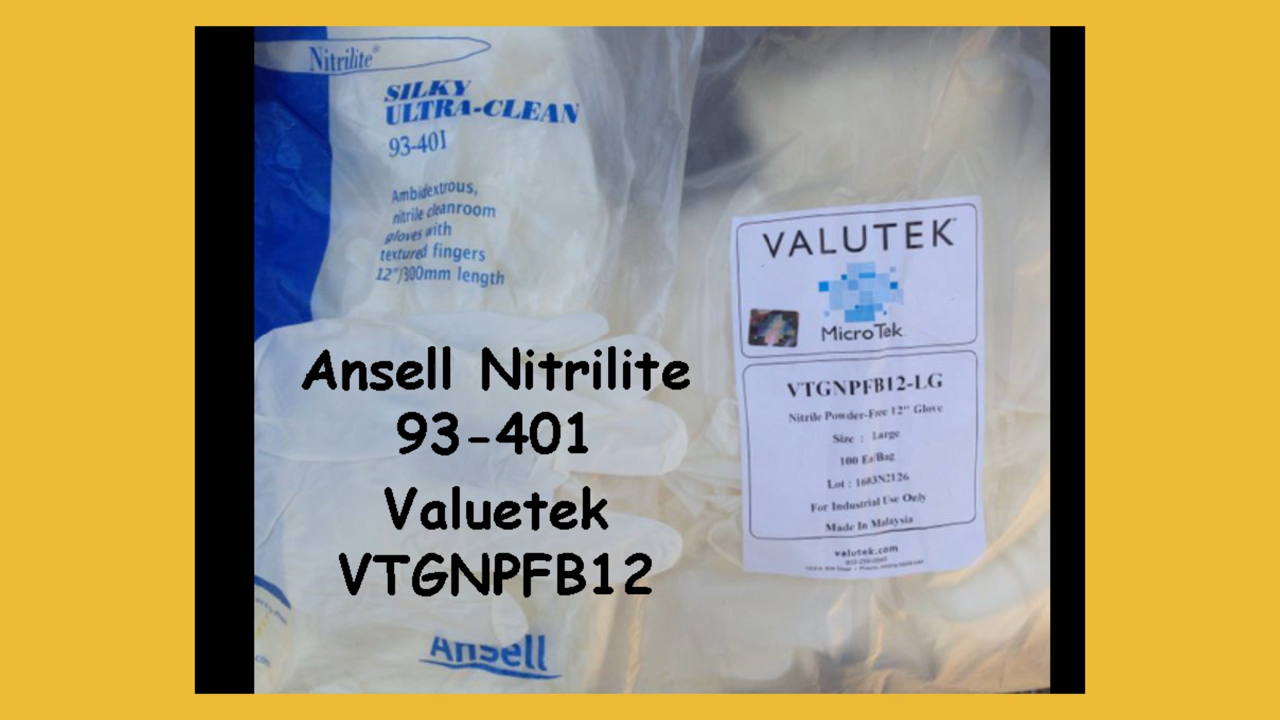 Nitrilite®
SILKY
ULTRA-CLEAN
93-401
Ambidextrous,
nitrile cleanroom
gloves with
textured fingers
12"/300mm length
Ansell Nitrilite
93-401
Valuetek
VTGNPFB12
Ansell
VALUTEK™
MicroTek
VTGNPFB12-LG
Nitrile Powder-Free 12" Glove
Size : Large
100 Ea/Bag
Lot : 1603N2126
For Industrial Use Only
Made In Malaysia
valutek.com